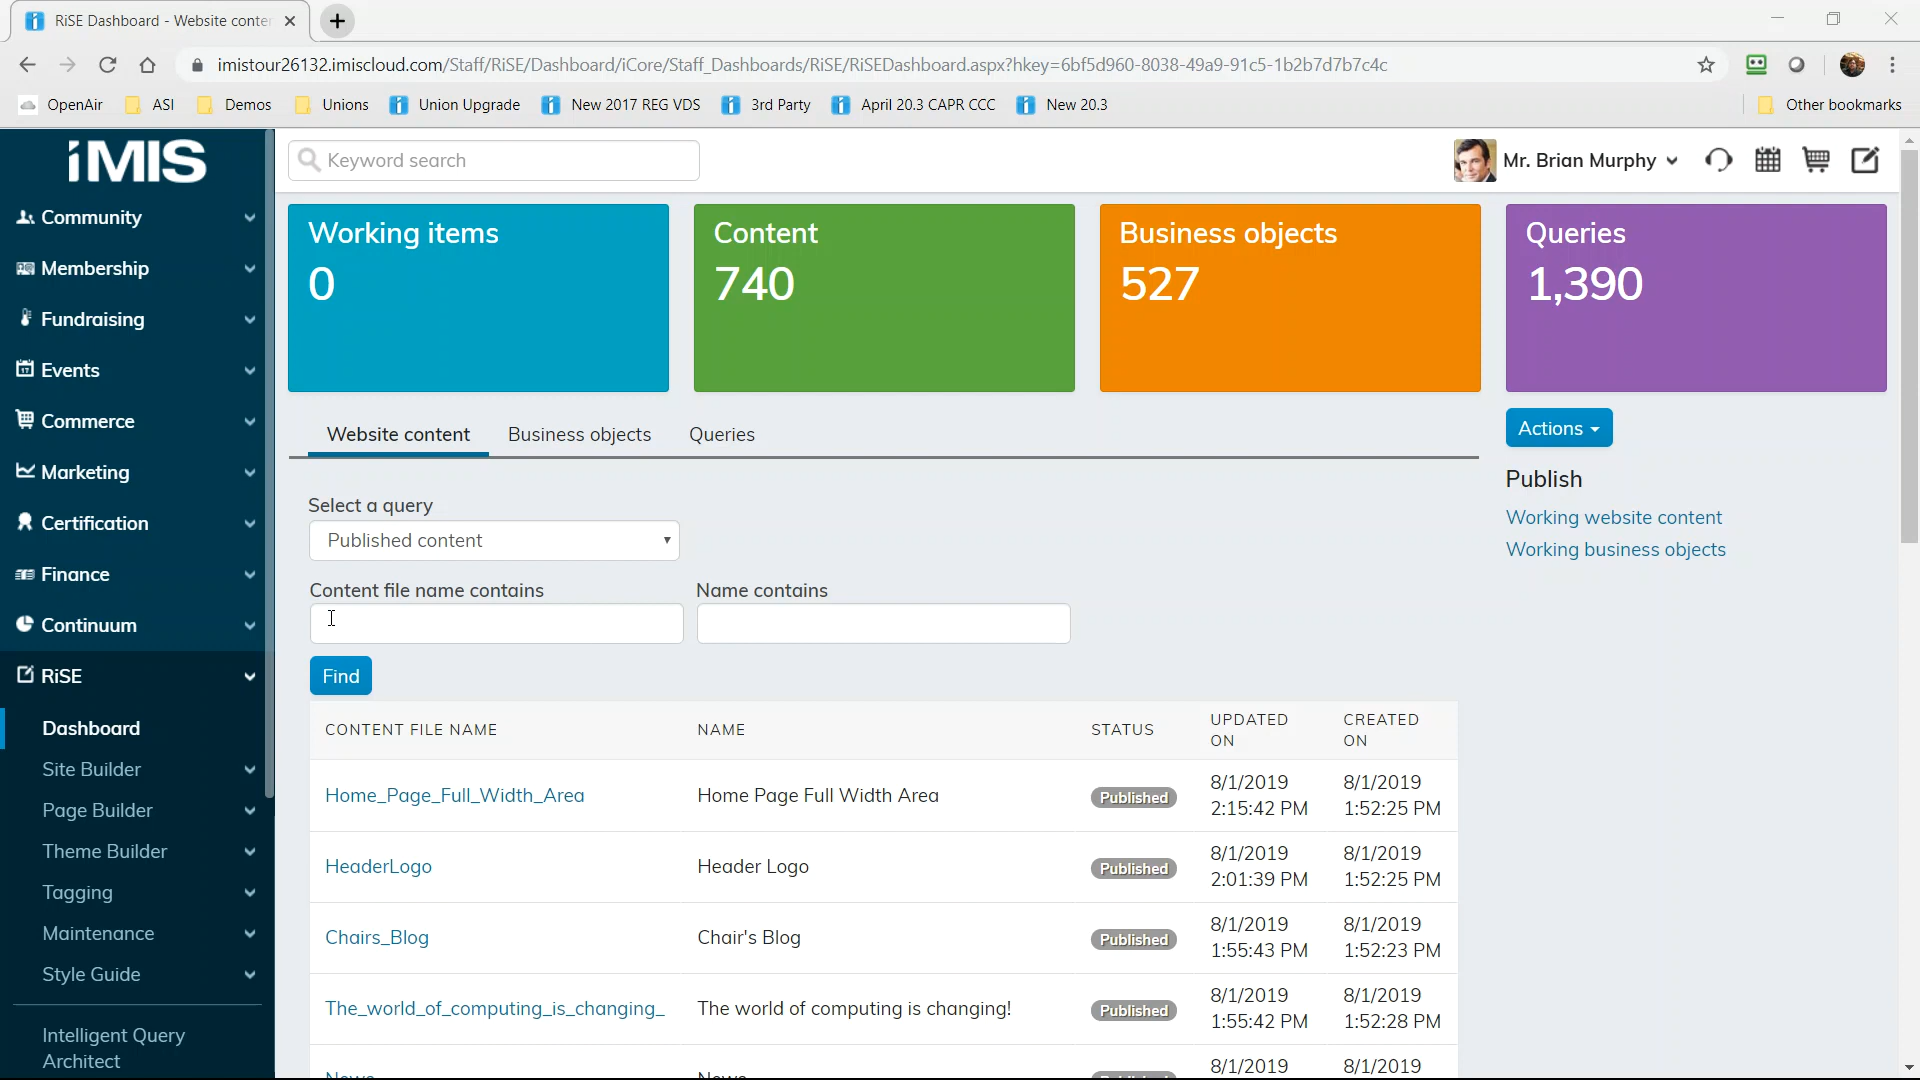 RiSE Dashboard - Website conte
imistour26132.imiscloud.com/Staff/RiSE/Dashboard/iCore/Staff_Dashboards/RiSE/RiSEDashboard.aspx?hkey=6bf5d960-8038-49a9-91c5-1b2b7d7b7c4c
OpenAir ASI Demos Unions Union Upgrade New 2017 REG VDS 3rd Party April 20.3 CAPR CCC New 20.3 Other bookmarks
iMIS
Community
Membership
Fundraising
Events
Commerce
Marketing
Certification
Finance
Continuum
RiSE
Dashboard
Site Builder
Page Builder
Theme Builder
Tagging
Maintenance
Style Guide
Intelligent Query
Architect
Keyword search
Mr. Brian Murphy
Working items
0
Content
740
Business objects
527
Queries
1,390
Website content Business objects Queries
Actions
Publish
Working website content
Working business objects
Select a query
Published content
Content file name contains Name contains
Find
CONTENT FILE NAME NAME STATUS UPDATED ON CREATED ON
Home_Page_Full_Width_Area Home Page Full Width Area Published 8/1/2019 2:15:42 PM 8/1/2019 1:52:25 PM
HeaderLogo Header Logo Published 8/1/2019 2:01:39 PM 8/1/2019 1:52:25 PM
Chairs_Blog Chair's Blog Published 8/1/2019 1:55:43 PM 8/1/2019 1:52:23 PM
The_world_of_computing_is_changing_ The world of computing is changing! Published 8/1/2019 1:55:42 PM 8/1/2019 1:52:28 PM
News News Published 8/1/2019 8/1/2019